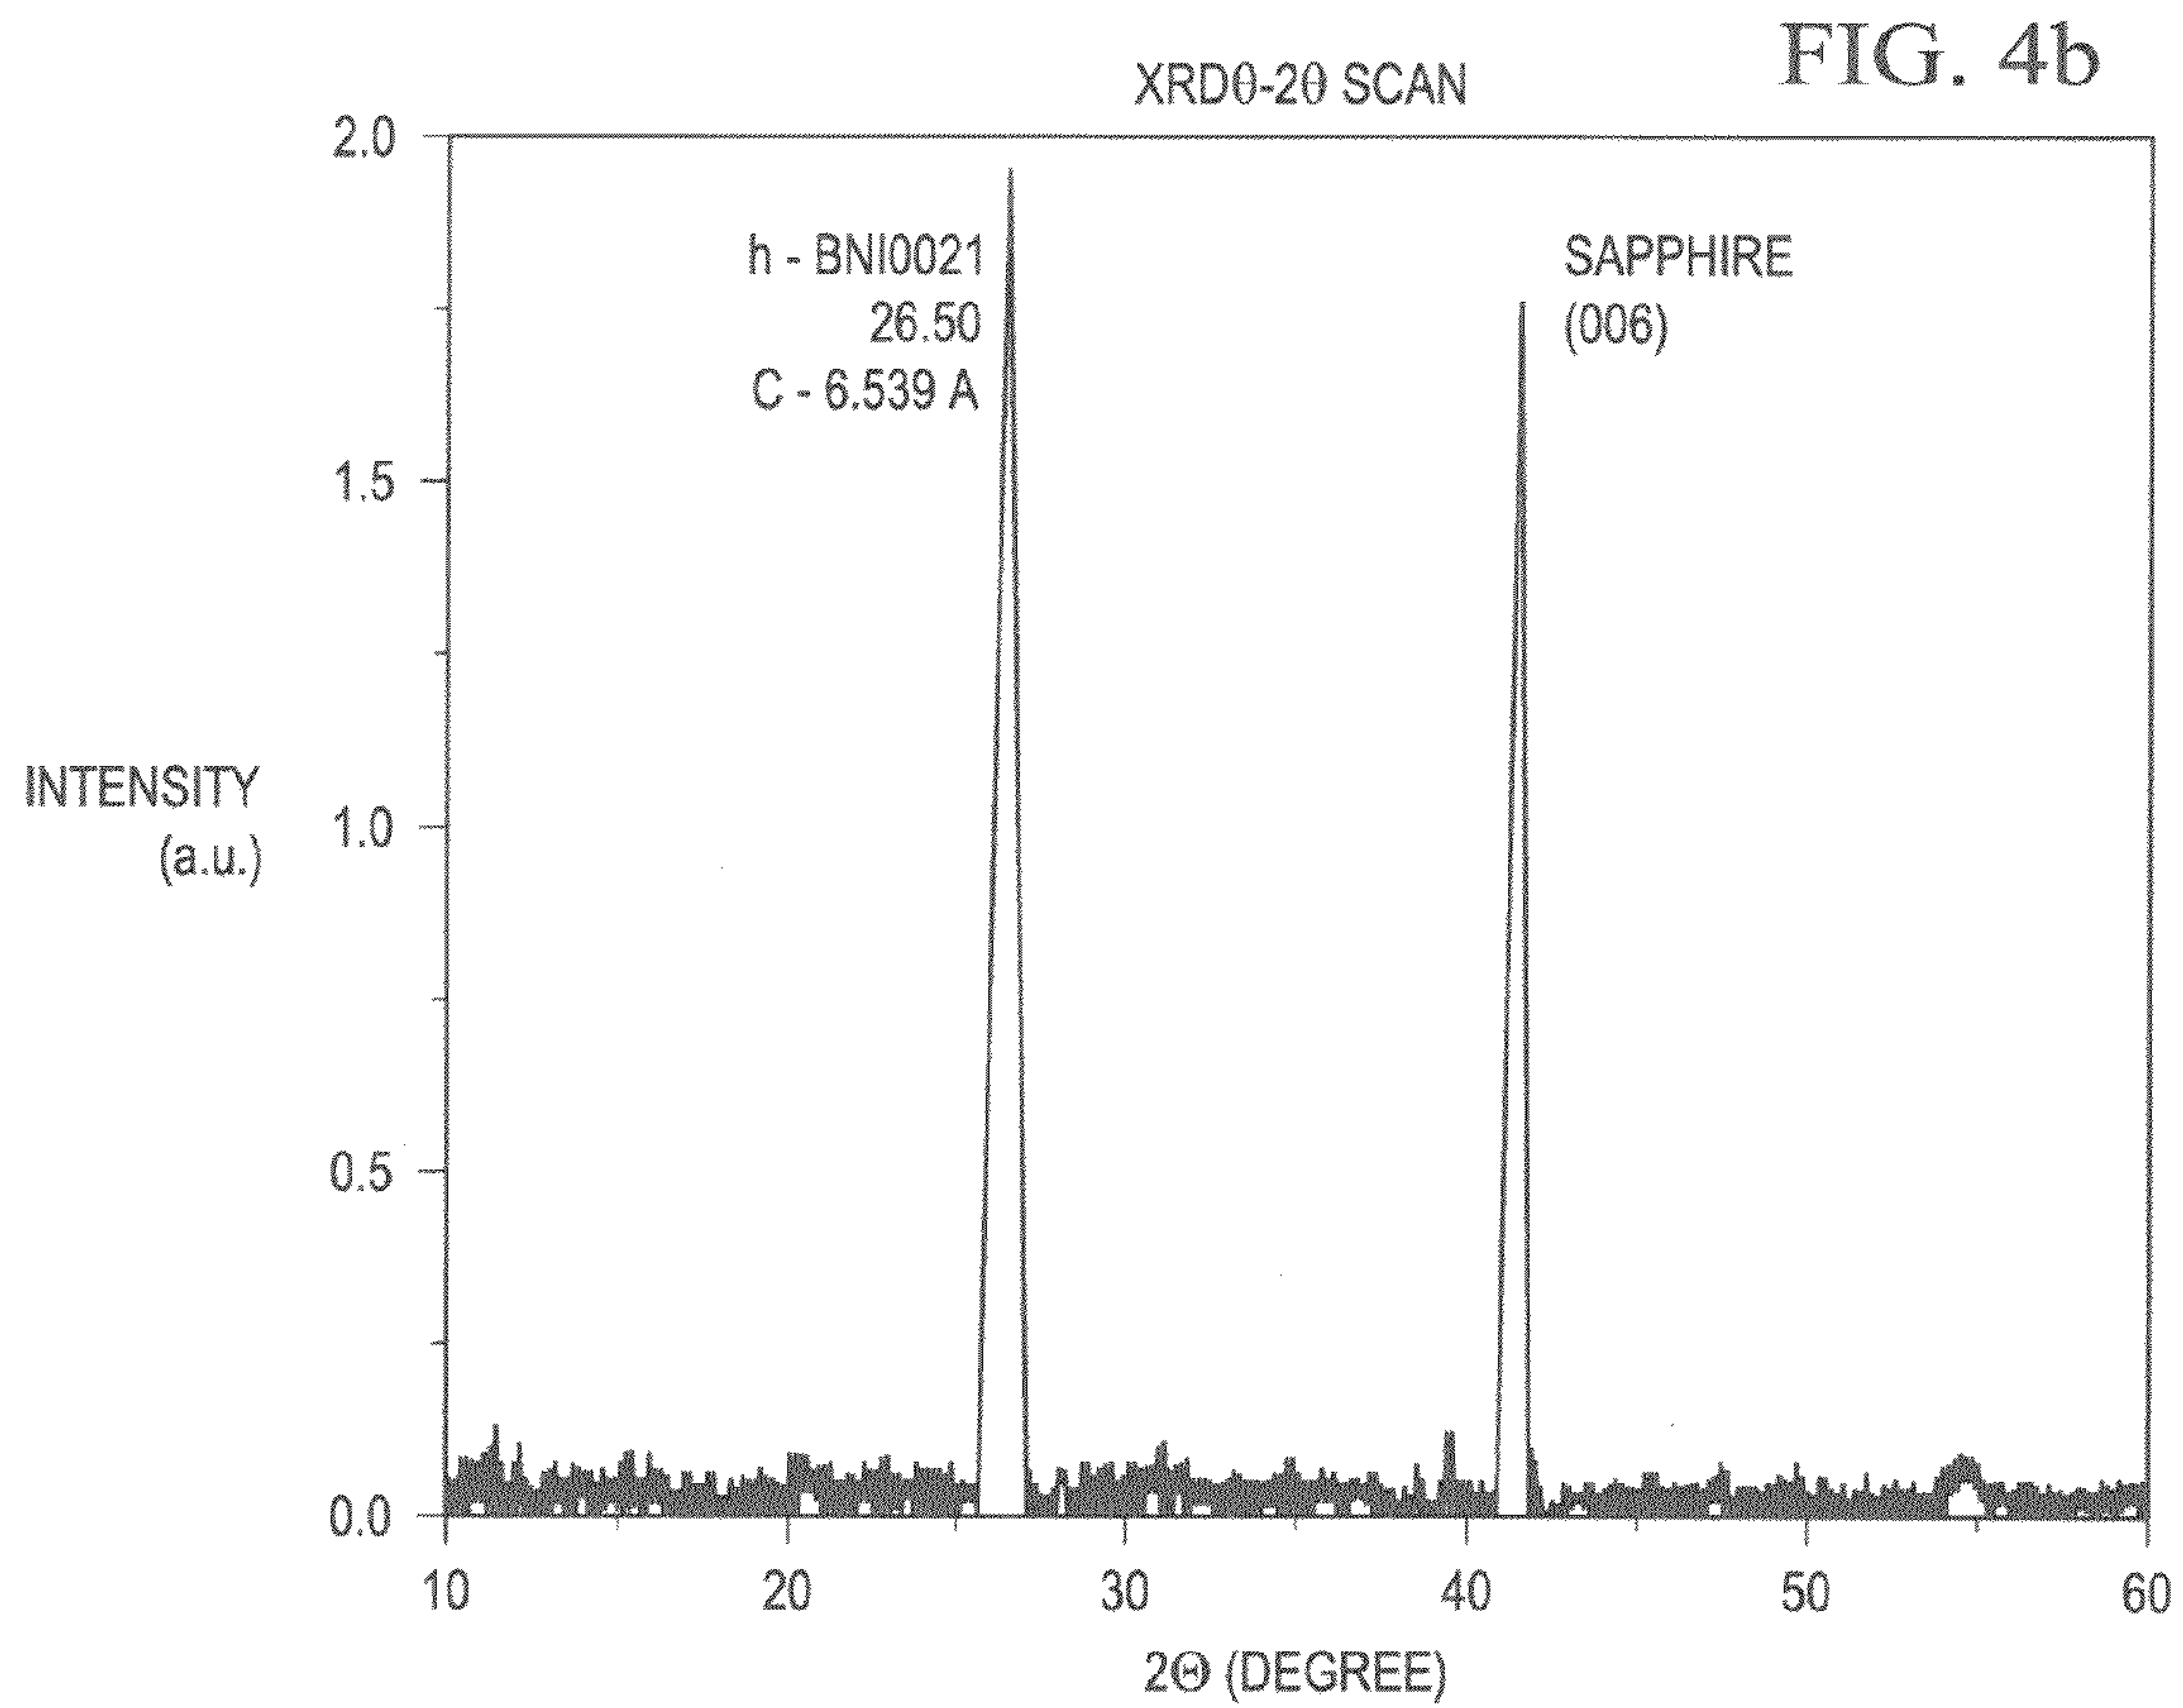 FIG. 4b
XRDθ-2θ SCAN
2.0
h - BNI0021
26.50
C - 6.539 A
SAPPHIRE
(006)
1.5
INTENSITY
(a.u.)
1.0
0.5
0.0
10 20 30 40 50 60
2Θ (DEGREE)